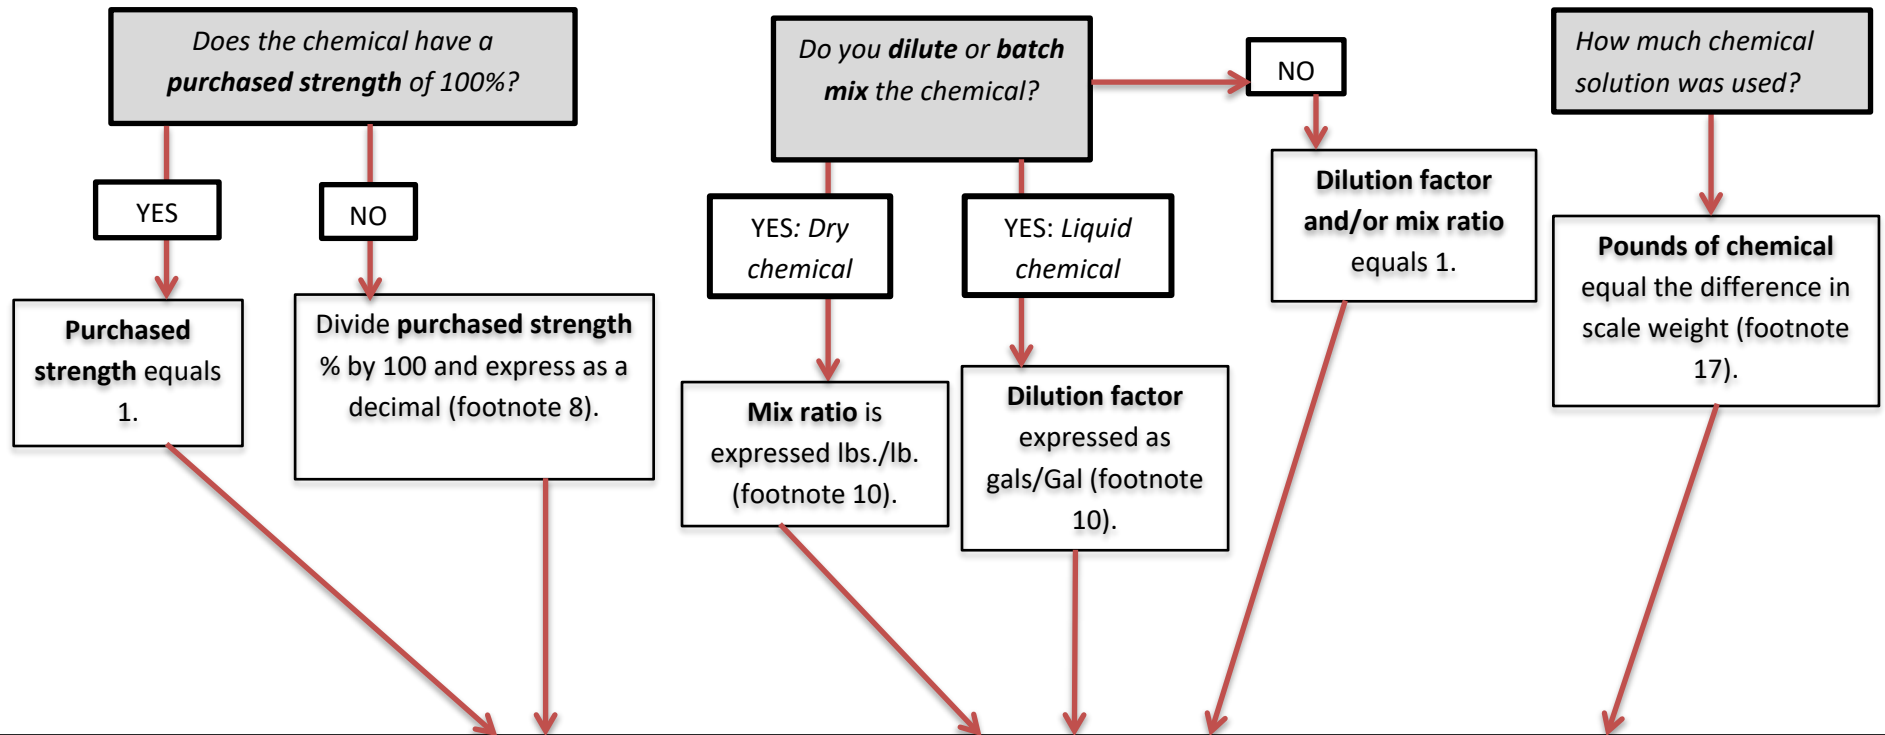 Does the chemical have a
purchased strength of 100%?
YES
NO
Purchased
strength equals
1.
Divide purchased strength
% by 100 and express as a
decimal (footnote 8).
Do you dilute or batch
mix the chemical?
NO
YES: Dry
chemical
YES: Liquid
chemical
Dilution factor
and/or mix ratio
equals 1.
Mix ratio is
expressed lbs./lb.
(footnote 10).
Dilution factor
expressed as
gals/Gal (footnote
10).
How much chemical
solution was used?
Pounds of chemical
equal the difference in
scale weight (footnote
17).